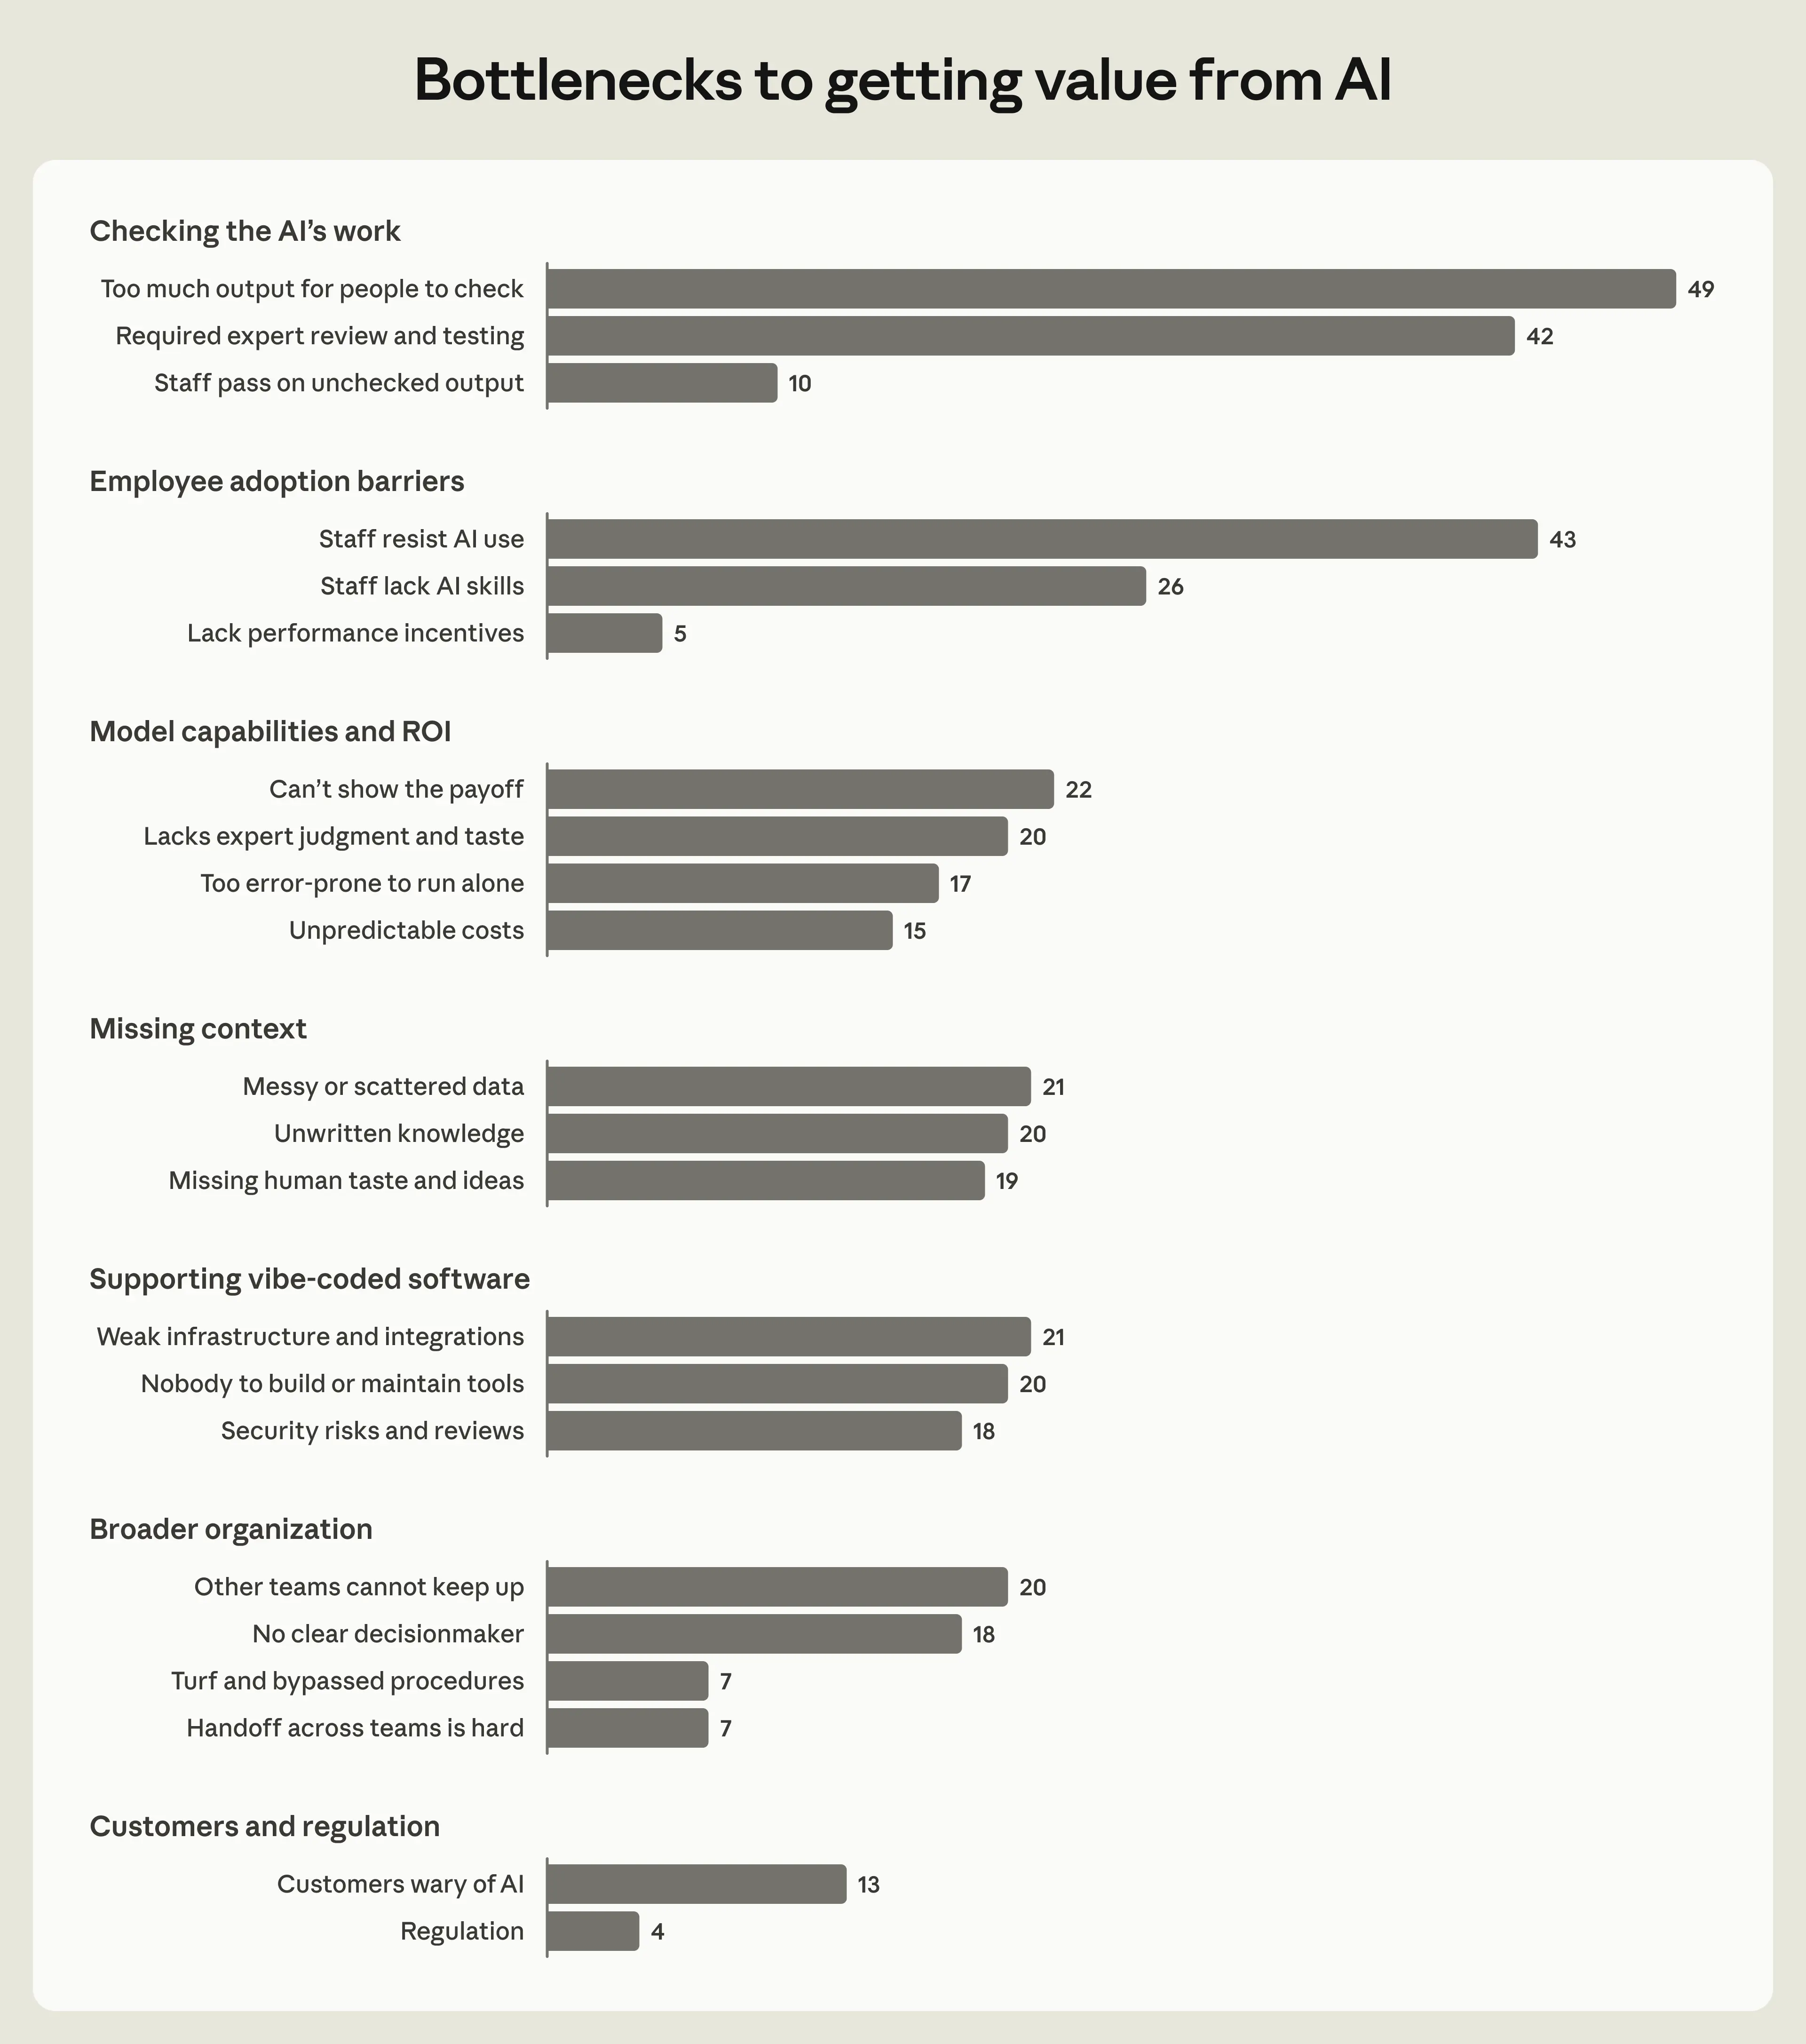 Bottlenecks to getting value from AI
Checking the AI’s work
Too much output for people to check 49
Required expert review and testing 42
Staff pass on unchecked output 10
Employee adoption barriers
Staff resist AI use 43
Staff lack AI skills 26
Lack performance incentives 5
Model capabilities and ROI
Can’t show the payoff 22
Lacks expert judgment and taste 20
Too error-prone to run alone 17
Unpredictable costs 15
Missing context
Messy or scattered data 21
Unwritten knowledge 20
Missing human taste and ideas 19
Supporting vibe-coded software
Weak infrastructure and integrations 21
Nobody to build or maintain tools 20
Security risks and reviews 18
Broader organization
Other teams cannot keep up 20
No clear decisionmaker 18
Turf and bypassed procedures 7
Handoff across teams is hard 7
Customers and regulation
Customers wary of AI 13
Regulation 4